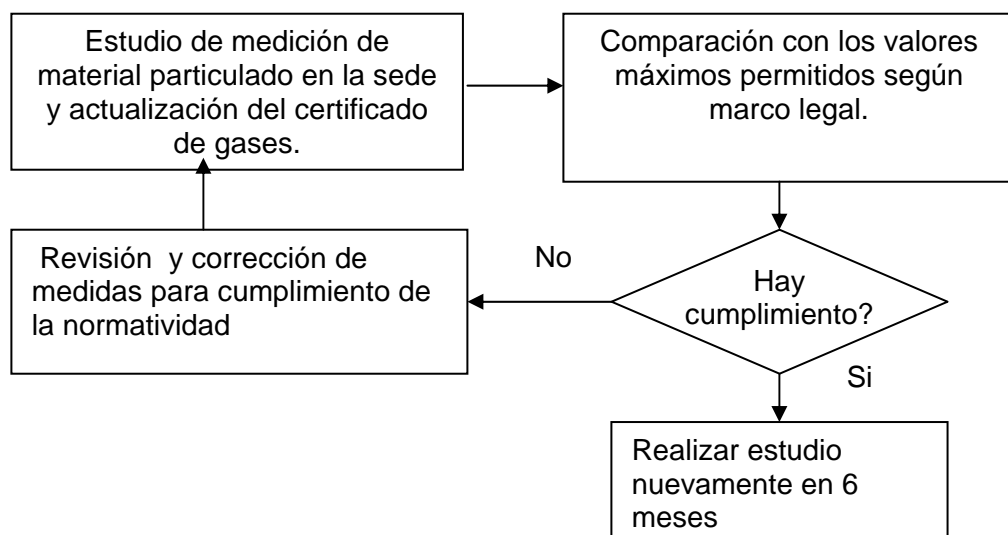 Estudio de medición de
material particulado en la sede
y actualización del certificado
de gases.
Comparación con los valores
máximos permitidos según
marco legal.
Hay
cumplimiento?
No
Revisión  y corrección de
medidas para cumplimiento de
la normatividad
Si
Realizar estudio
nuevamente en 6
meses